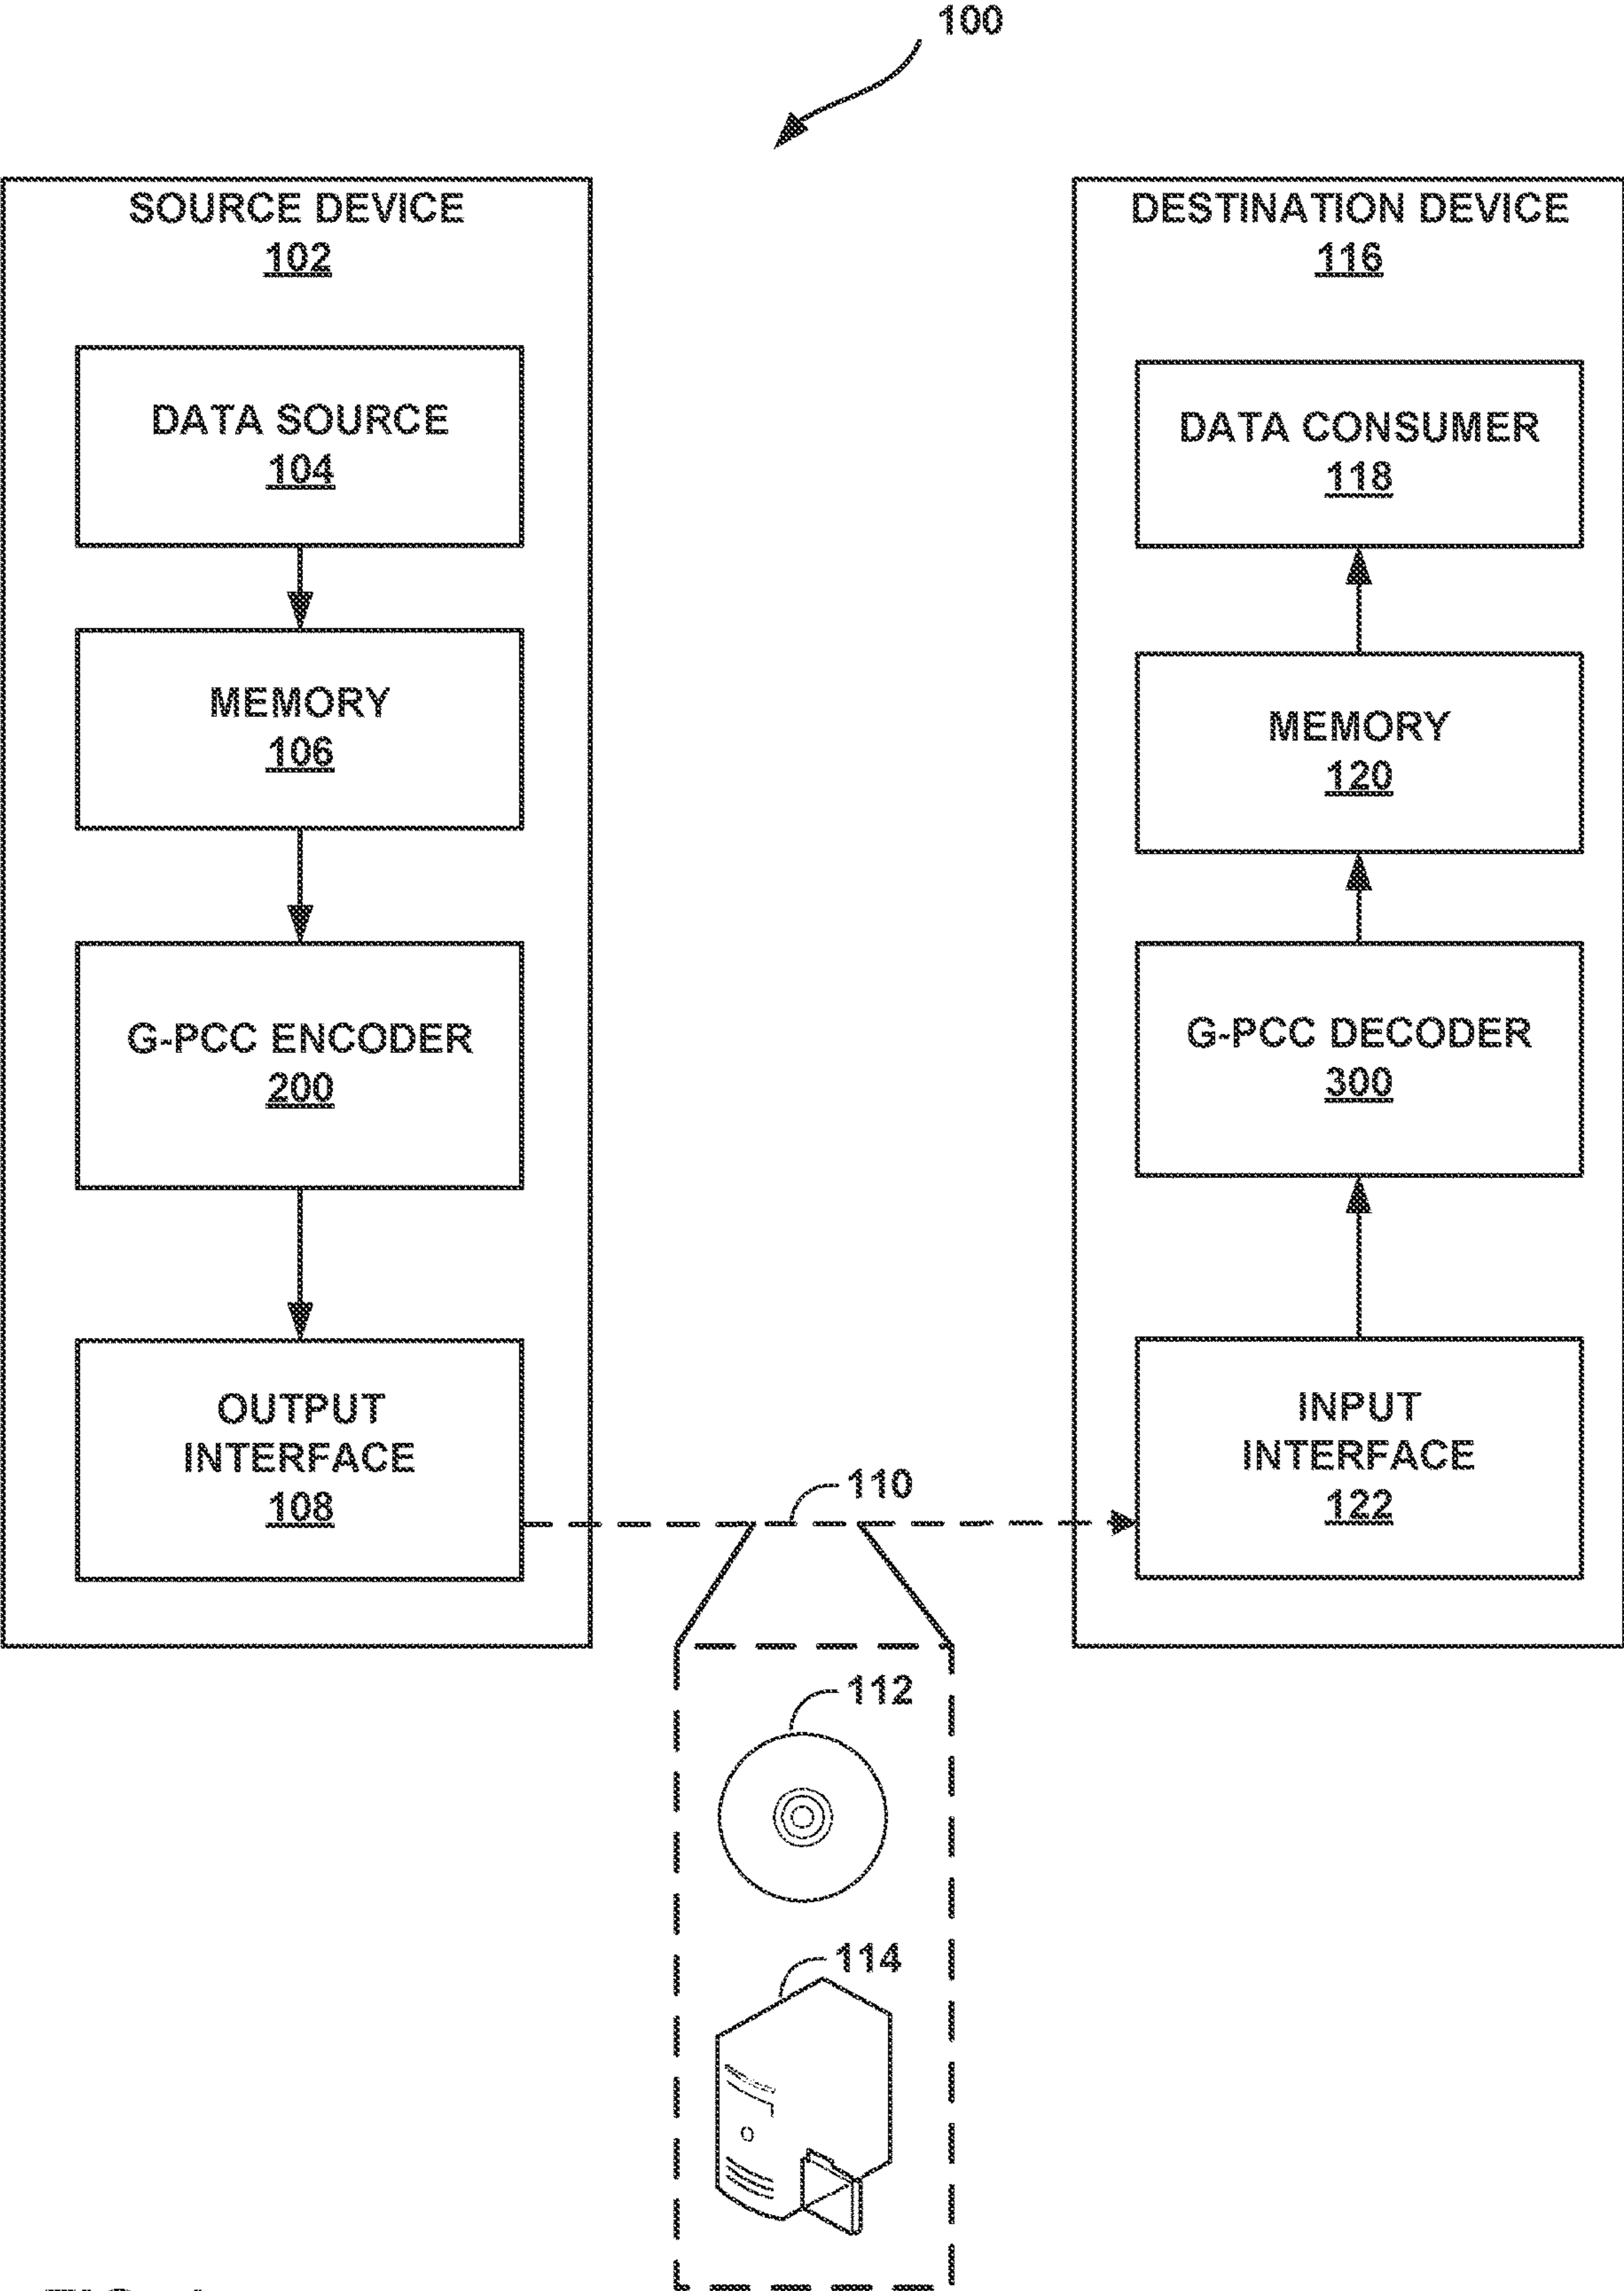 100
SOURCE DEVICE
102
DATA SOURCE
104
MEMORY
106
G-PCC ENCODER
200
OUTPUT
INTERFACE
108
110
112
114
DESTINATION DEVICE
116
DATA CONSUMER
118
MEMORY
120
G-PCC DECODER
300
INPUT
INTERFACE
122